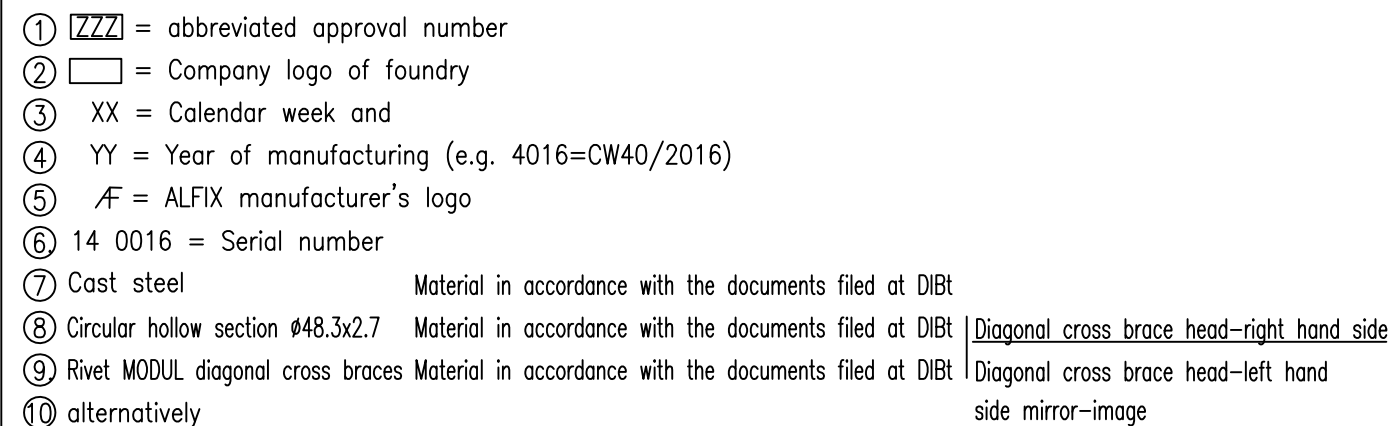 ① ZZZ = abbreviated approval number
② = Company logo of foundry
③ XX = Calendar week and
④ YY = Year of manufacturing (e.g. 4016=CW40/2016)
⑤ Æ = ALFIX manufacturer's logo
⑥ 14 0016 = Serial number
⑦ Cast steel Material in accordance with the documents filed at DIBt
⑧ Circular hollow section ø48.3x2.7 Material in accordance with the documents filed at DIBt Diagonal cross brace head-right hand side
⑨ Rivet MODUL diagonal cross braces Material in accordance with the documents filed at DIBt Diagonal cross brace head-left hand
⑩ alternatively side mirror-image